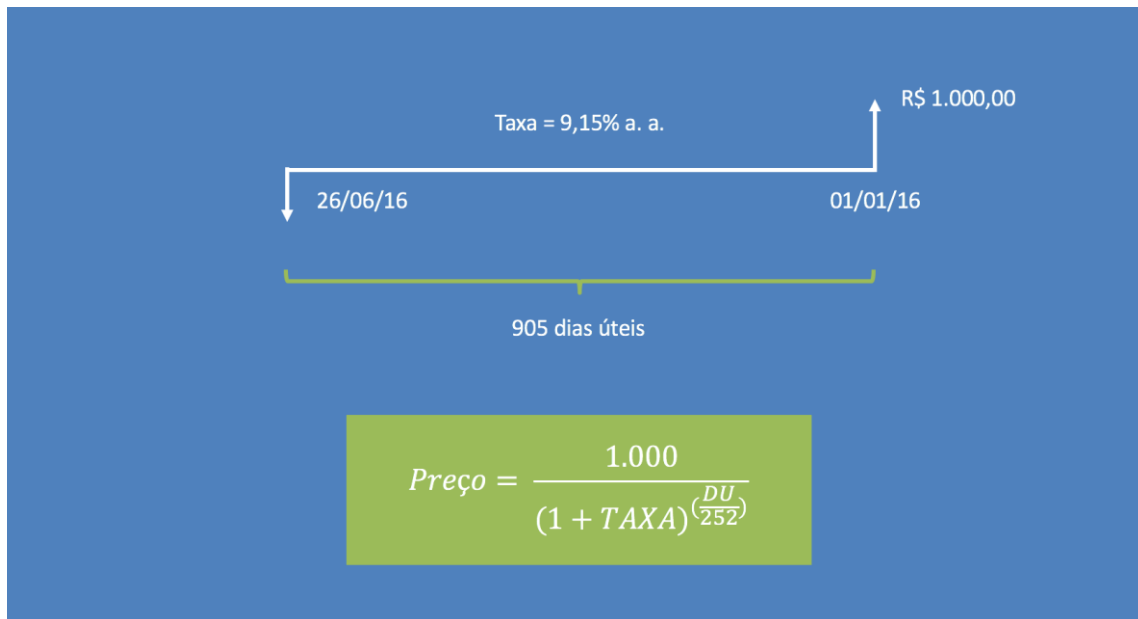 R$ 1.000,00
Taxa = 9,15% a. a.
26/06/16
01/01/16
905 dias úteis
Preço = 1.000 / (1 + TAXA)^(DU/252)